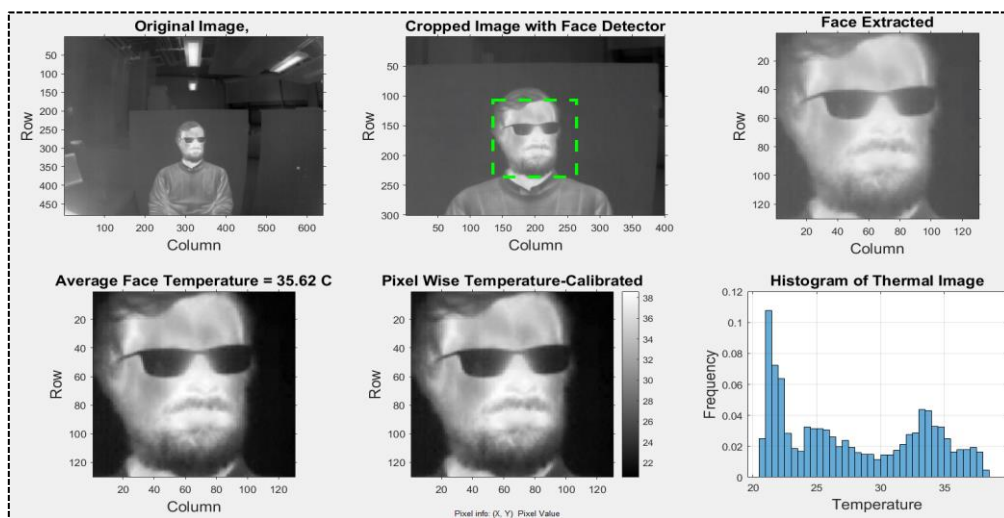 Original Image,
50
100
150
200
250
300
350
400
450
Row
100 200 300 400 500 600
Column
Cropped Image with Face Detector
50
100
150
200
250
300
Row
50 100 150 200 250 300 350 400
Column
Face Extracted
20
40
60
80
100
120
Row
20 40 60 80 100 120
Column
Average Face Temperature = 35.62 C
20
40
60
80
100
120
Row
20 40 60 80 100 120
Column
Pixel Wise Temperature-Calibrated
20
40
60
80
100
120
Row
20 40 60 80 100 120
Column
38
36
34
32
30
28
26
24
22
Pixel info: (X, Y) Pixel Value
Histogram of Thermal Image
0.12
0.1
0.08
0.06
0.04
0.02
0
Frequency
20 25 30 35
Temperature